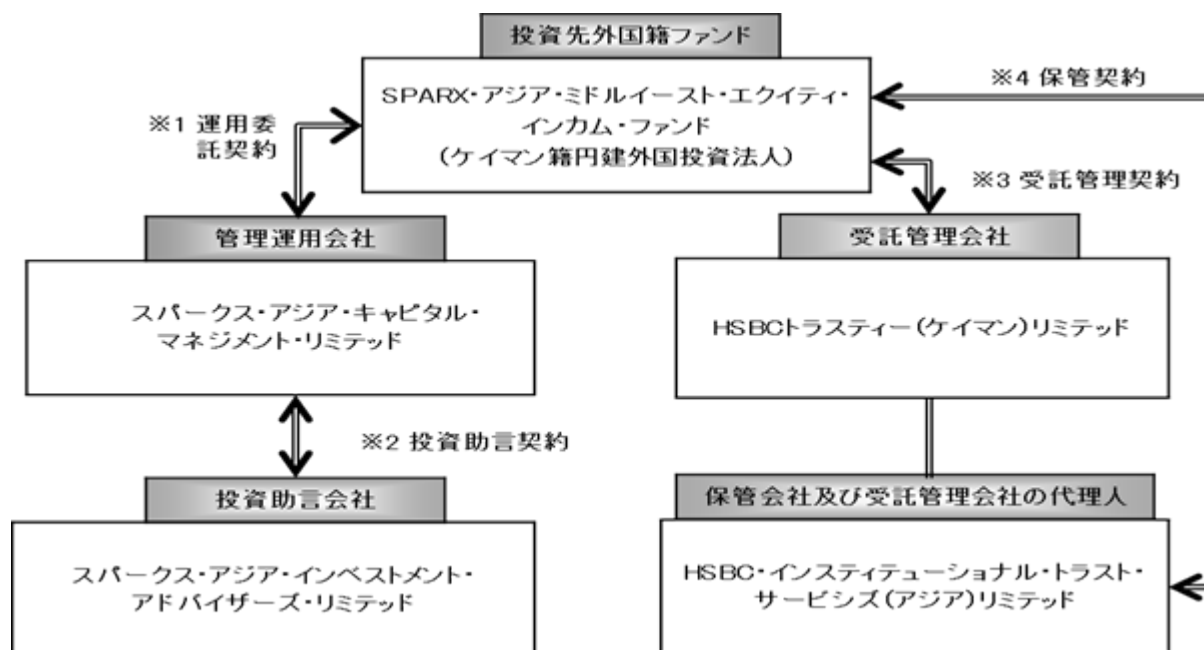 投資先外国籍ファンド
SPARX・アジア・ミドルイースト・エクイティ・
インカム・ファンド
(ケイマン籍円建外国投資法人)
※4 保管契約
※1 運用委
託契約
※3 受託管理契約
管理運用会社
スパークス・アジア・キャピタル・
マネジメント・リミテッド
受託管理会社
HSBCトラスティー(ケイマン)リミテッド
※2 投資助言契約
投資助言会社
スパークス・アジア・インベストメント・
アドバイザーズ・リミテッド
保管会社及び受託管理会社の代理人
HSBC・インスティテューショナル・トラスト・
サービシズ(アジア)リミテッド